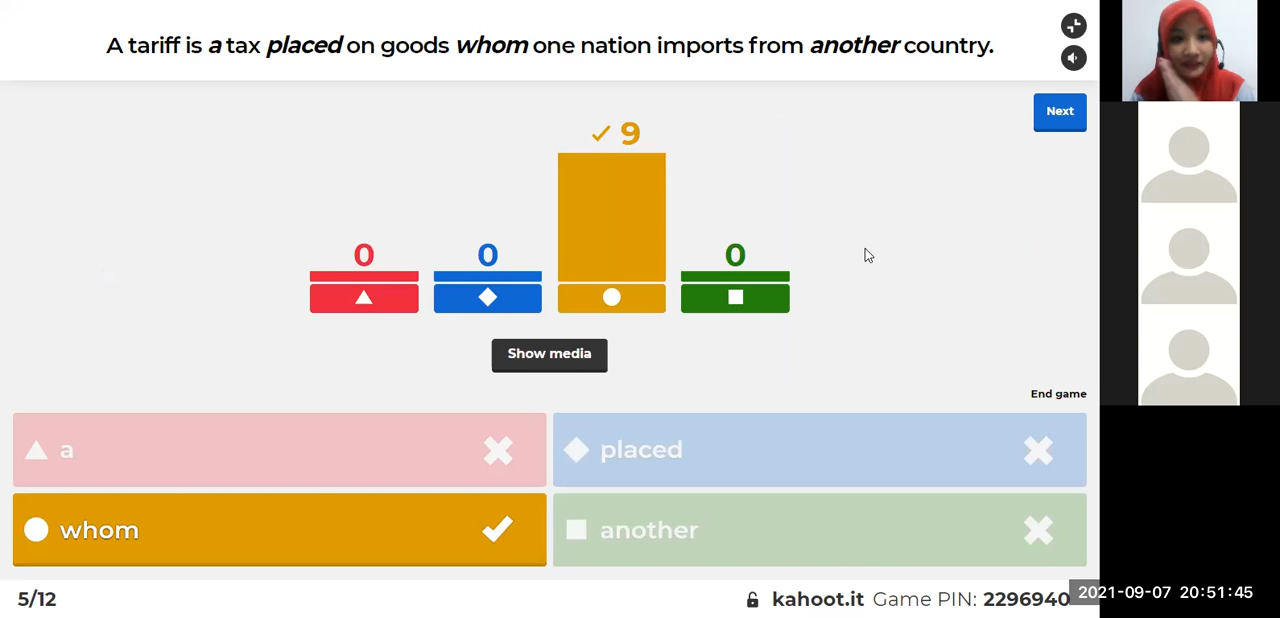 A tariff is a tax placed on goods whom one nation imports from another country.
Next
9
0
0
0
Show media
End game
a
placed
whom
another
5/12
kahoot.it Game PIN: 2296940
2021-09-07 20:51:45